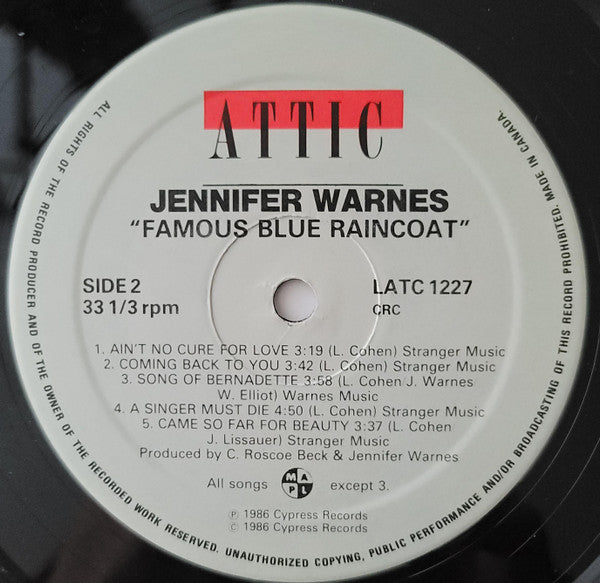 ATTIC
JENNIFER WARNES
"FAMOUS BLUE RAINCOAT"
SIDE 2
33 1/3 rpm
LATC 1227
CRC
1. AIN'T NO CURE FOR LOVE 3:19 (L. Cohen) Stranger Music
2. COMING BACK TO YOU 3:42 (L. Cohen) Stranger Music
3. SONG OF BERNADETTE 3:58 (L. Cohen/J. Warnes
W. Elliot) Warnes Music
4. A SINGER MUST DIE 4:50 (L. Cohen) Stranger Music
5. CAME SO FAR FOR BEAUTY 3:37 (L. Cohen
J. Lissauer) Stranger Music
Produced by C. Roscoe Beck & Jennifer Warnes
All songs MAPL except 3.
℗ 1986 Cypress Records
© 1986 Cypress Records
ALL RIGHTS OF THE RECORD PRODUCER AND OF THE OWNER OF THE RECORDED WORK RESERVED. UNAUTHORIZED COPYING, PUBLIC PERFORMANCE AND/OR BROADCASTING OF THIS RECORD PROHIBITED. MADE IN CANADA.